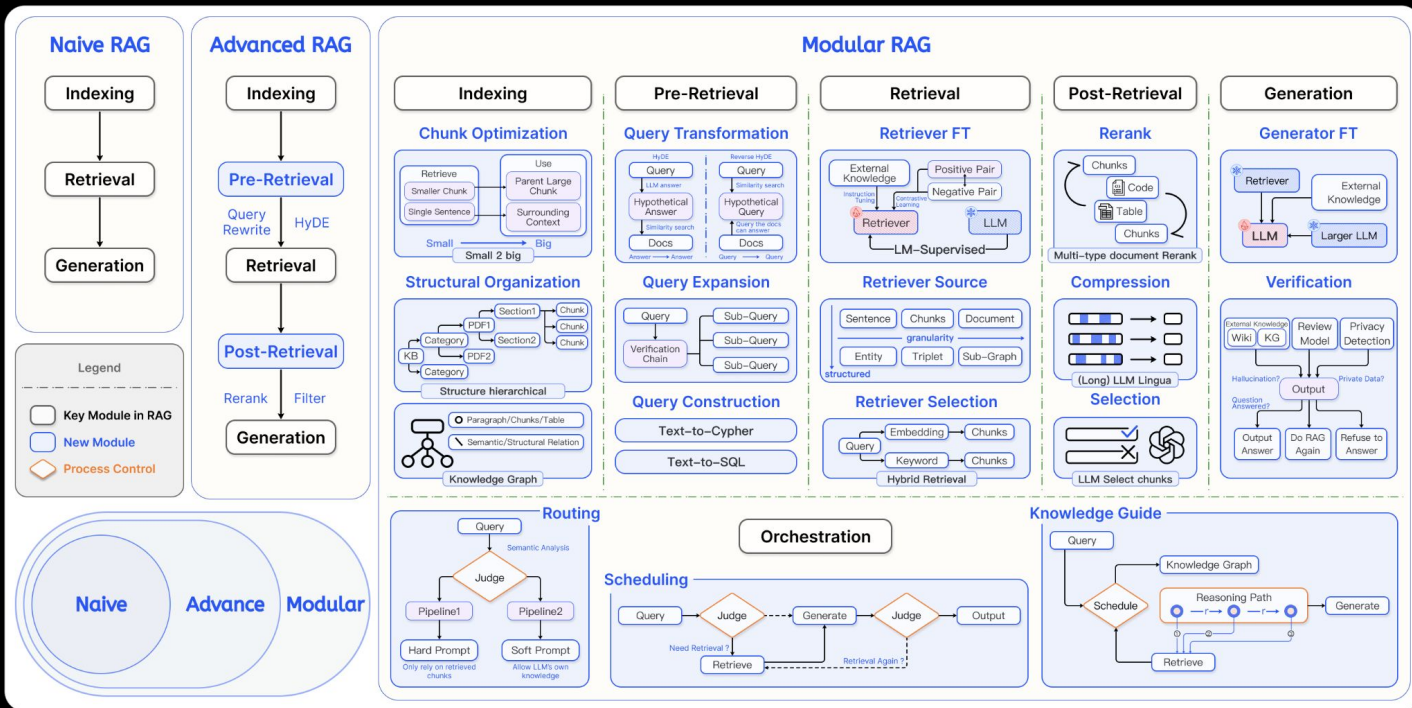 Naive RAG
Indexing
Retrieval
Generation
Legend
Key Module in RAG
New Module
Process Control
Advanced RAG
Indexing
Pre-Retrieval
Query
Rewrite
HyDE
Retrieval
Post-Retrieval
Rerank
Filter
Generation
Naive
Advance
Modular
Modular RAG
Indexing
Chunk Optimization
Retrieve
Use
Smaller Chunk
Parent Large
Chunk
Single Sentence
Surrounding
Context
Small
Big
Small 2 big
Structural Organization
KB
Category
Category
PDF1
PDF2
Section1
Section2
Chunk
Chunk
Chunk
Structure hierarchical
Paragraph/Chunks/Table
Semantic/Structural Relation
Knowledge Graph
Pre-Retrieval
Query Transformation
HyDE
Query
LLM answer
Hypothetical
Answer
Similarity search
Docs
Answer
Answer
Reverse HyDE
Query
Similarity search
Hypothetical
Query
Query the docs
can answer
Docs
Query
Query
Query Expansion
Query
Verification
Chain
Sub-Query
Sub-Query
Sub-Query
Query Construction
Text-to-Cypher
Text-to-SQL
Retrieval
Retriever FT
External
Knowledge
Positive Pair
Negative Pair
Instruction
Tuning
Contrastive
Learning
Retriever
LLM
LM-Supervised
Retriever Source
Sentence
Chunks
Document
granularity
Entity
Triplet
Sub-Graph
structured
Retriever Selection
Query
Embedding
Chunks
Keyword
Chunks
Hybrid Retrieval
Post-Retrieval
Rerank
Chunks
Code
Table
Chunks
Multi-type document Rerank
Compression
(Long) LLM Lingua
Selection
LLM Select chunks
Generation
Generator FT
Retriever
External
Knowledge
LLM
Larger LLM
Verification
External Knowledge
Wiki
KG
Review
Model
Privacy
Detection
Hallucination?
Output
Private Data?
Question
Answered?
Output
Answer
Do RAG
Again
Refuse to
Answer
Routing
Query
Semantic Analysis
Judge
Pipeline1
Pipeline2
Hard Prompt
Soft Prompt
Only rely on retrieved
chunks
Allow LLM's own
knowledge
Orchestration
Scheduling
Query
Judge
Generate
Judge
Output
Need Retrieval ?
Retrieve
Retrieval Again ?
Knowledge Guide
Query
Knowledge Graph
Schedule
Reasoning Path
r
r
Generate
①
②
Retrieve